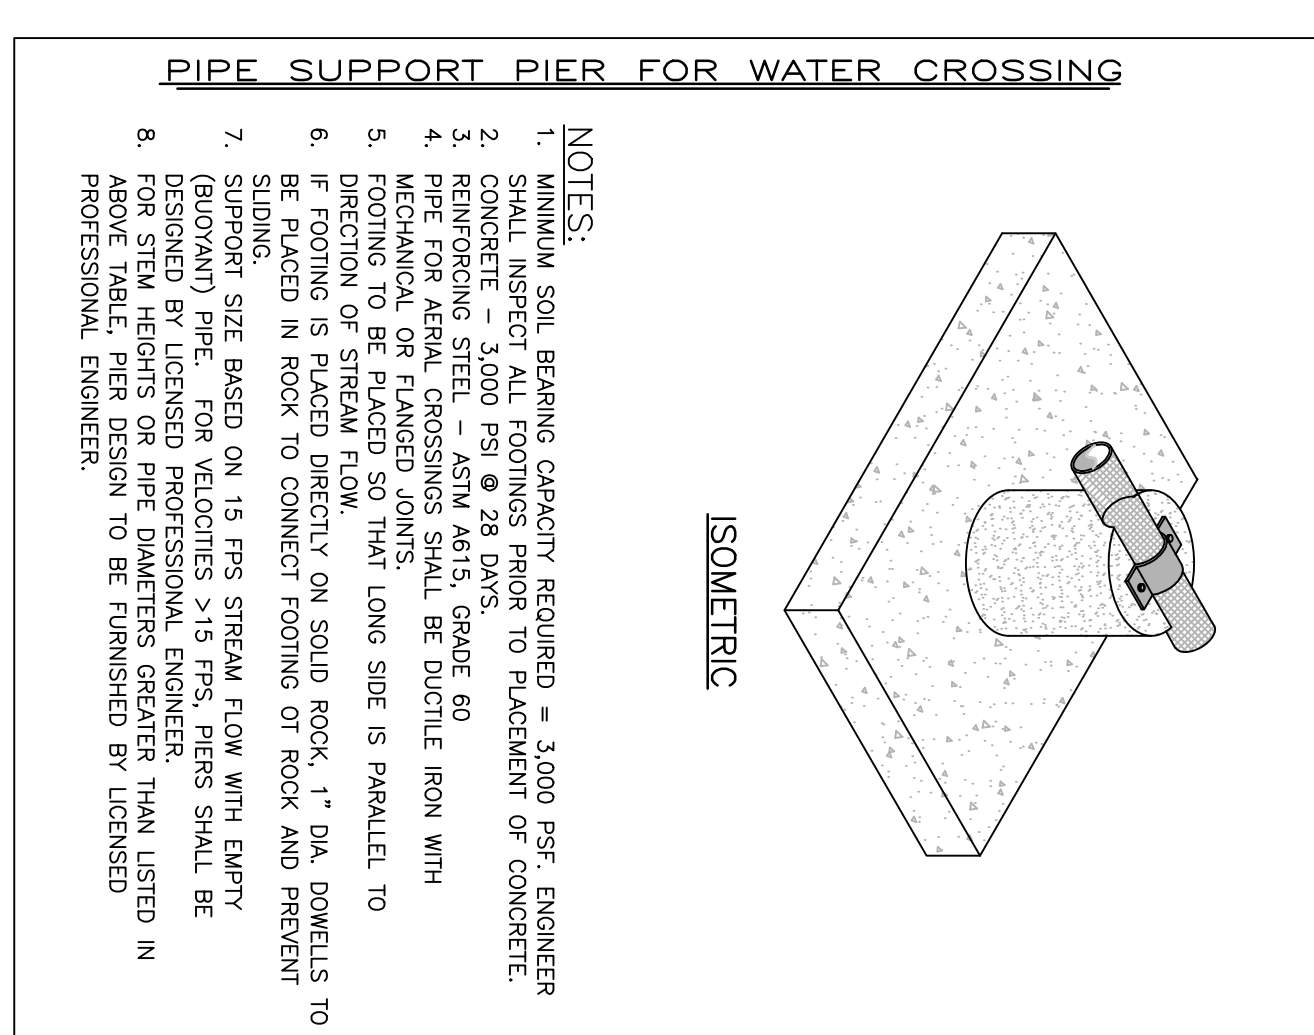 PIPE SUPPORT PIER FOR WATER CROSSING
ISOMETRIC
NOTES:
1. MINIMUM SOIL BEARING CAPACITY REQUIRED = 3,000 PSF. ENGINEER
SHALL INSPECT ALL FOOTINGS PRIOR TO PLACEMENT OF CONCRETE.
2. CONCRETE – 3,000 PSI @ 28 DAYS.
3. REINFORCING STEEL – ASTM A615, GRADE 60
4. PIPE FOR AERIAL CROSSINGS SHALL BE DUCTILE IRON WITH
MECHANICAL OR FLANGED JOINTS.
5. FOOTING TO BE PLACED SO THAT LONG SIDE IS PARALLEL TO
DIRECTION OF STREAM FLOW.
6. IF FOOTING IS PLACED DIRECTLY ON SOLID ROCK, 1" DIA. DOWELLS TO
BE PLACED IN ROCK TO CONNECT FOOTING OT ROCK AND PREVENT
SLIDING.
7. SUPPORT SIZE BASED ON 15 FPS STREAM FLOW WITH EMPTY
(BUOYANT) PIPE. FOR VELOCITIES >15 FPS, PIERS SHALL BE
DESIGNED BY LICENSED PROFESSIONAL ENGINEER.
8. FOR STEM HEIGHTS OR PIPE DIAMETERS GREATER THAN LISTED IN
ABOVE TABLE, PIER DESIGN TO BE FURNISHED BY LICENSED
PROFESSIONAL ENGINEER.